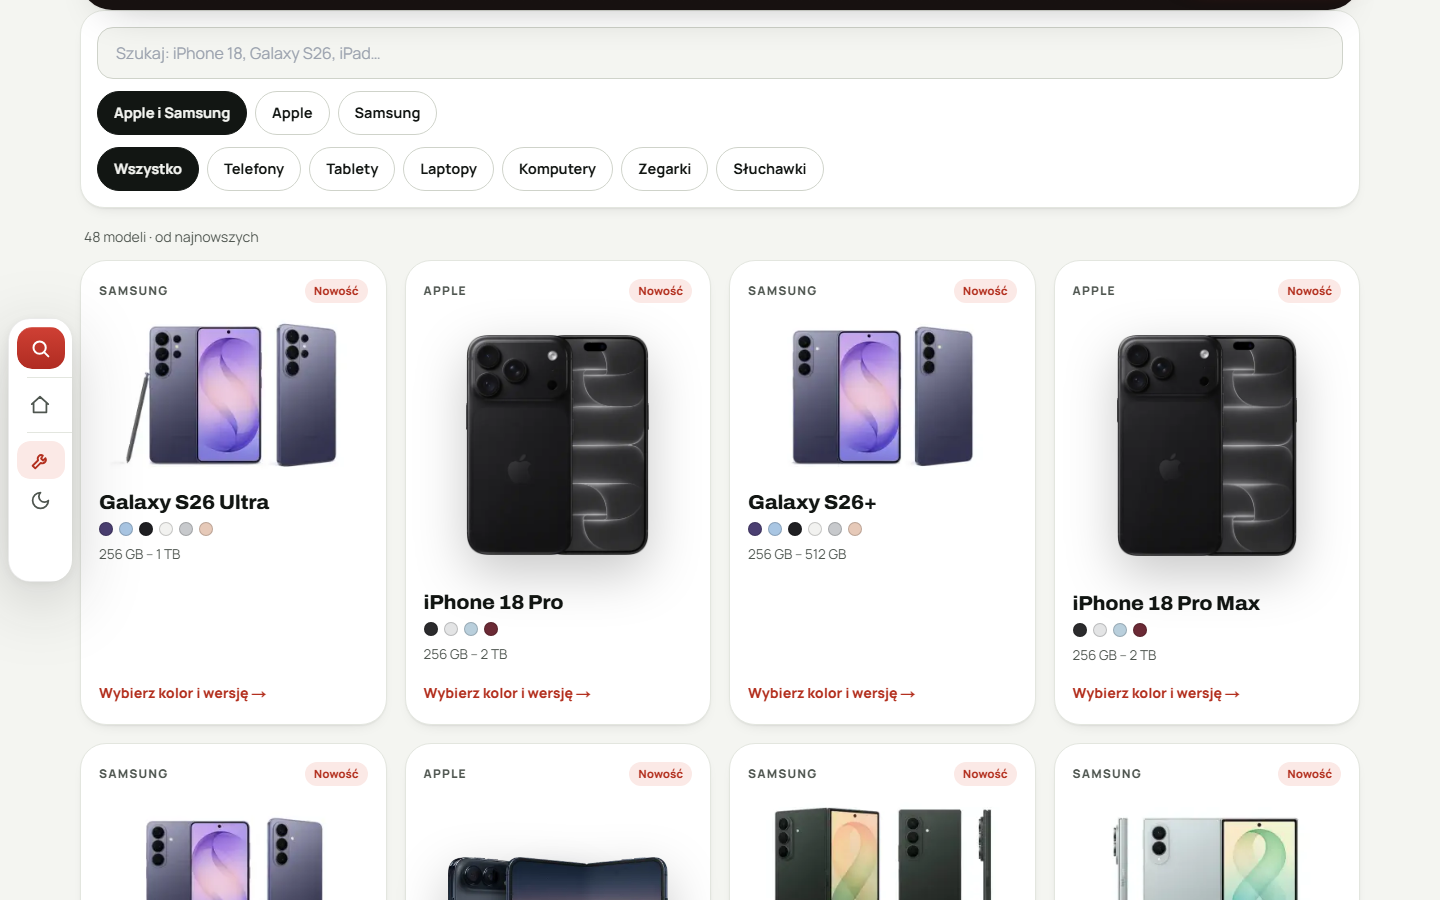 Szukaj: iPhone 18, Galaxy S26, iPad...
Apple i Samsung
Apple
Samsung
Wszystko
Telefony
Tablety
Laptopy
Komputery
Zegarki
Słuchawki
48 modeli · od najnowszych
SAMSUNG
Nowość
Galaxy S26 Ultra
256 GB – 1 TB
Wybierz kolor i wersję →
APPLE
Nowość
iPhone 18 Pro
256 GB – 2 TB
Wybierz kolor i wersję →
SAMSUNG
Nowość
Galaxy S26+
256 GB – 512 GB
Wybierz kolor i wersję →
APPLE
Nowość
iPhone 18 Pro Max
256 GB – 2 TB
Wybierz kolor i wersję →
SAMSUNG
Nowość
APPLE
Nowość
SAMSUNG
Nowość
SAMSUNG
Nowość